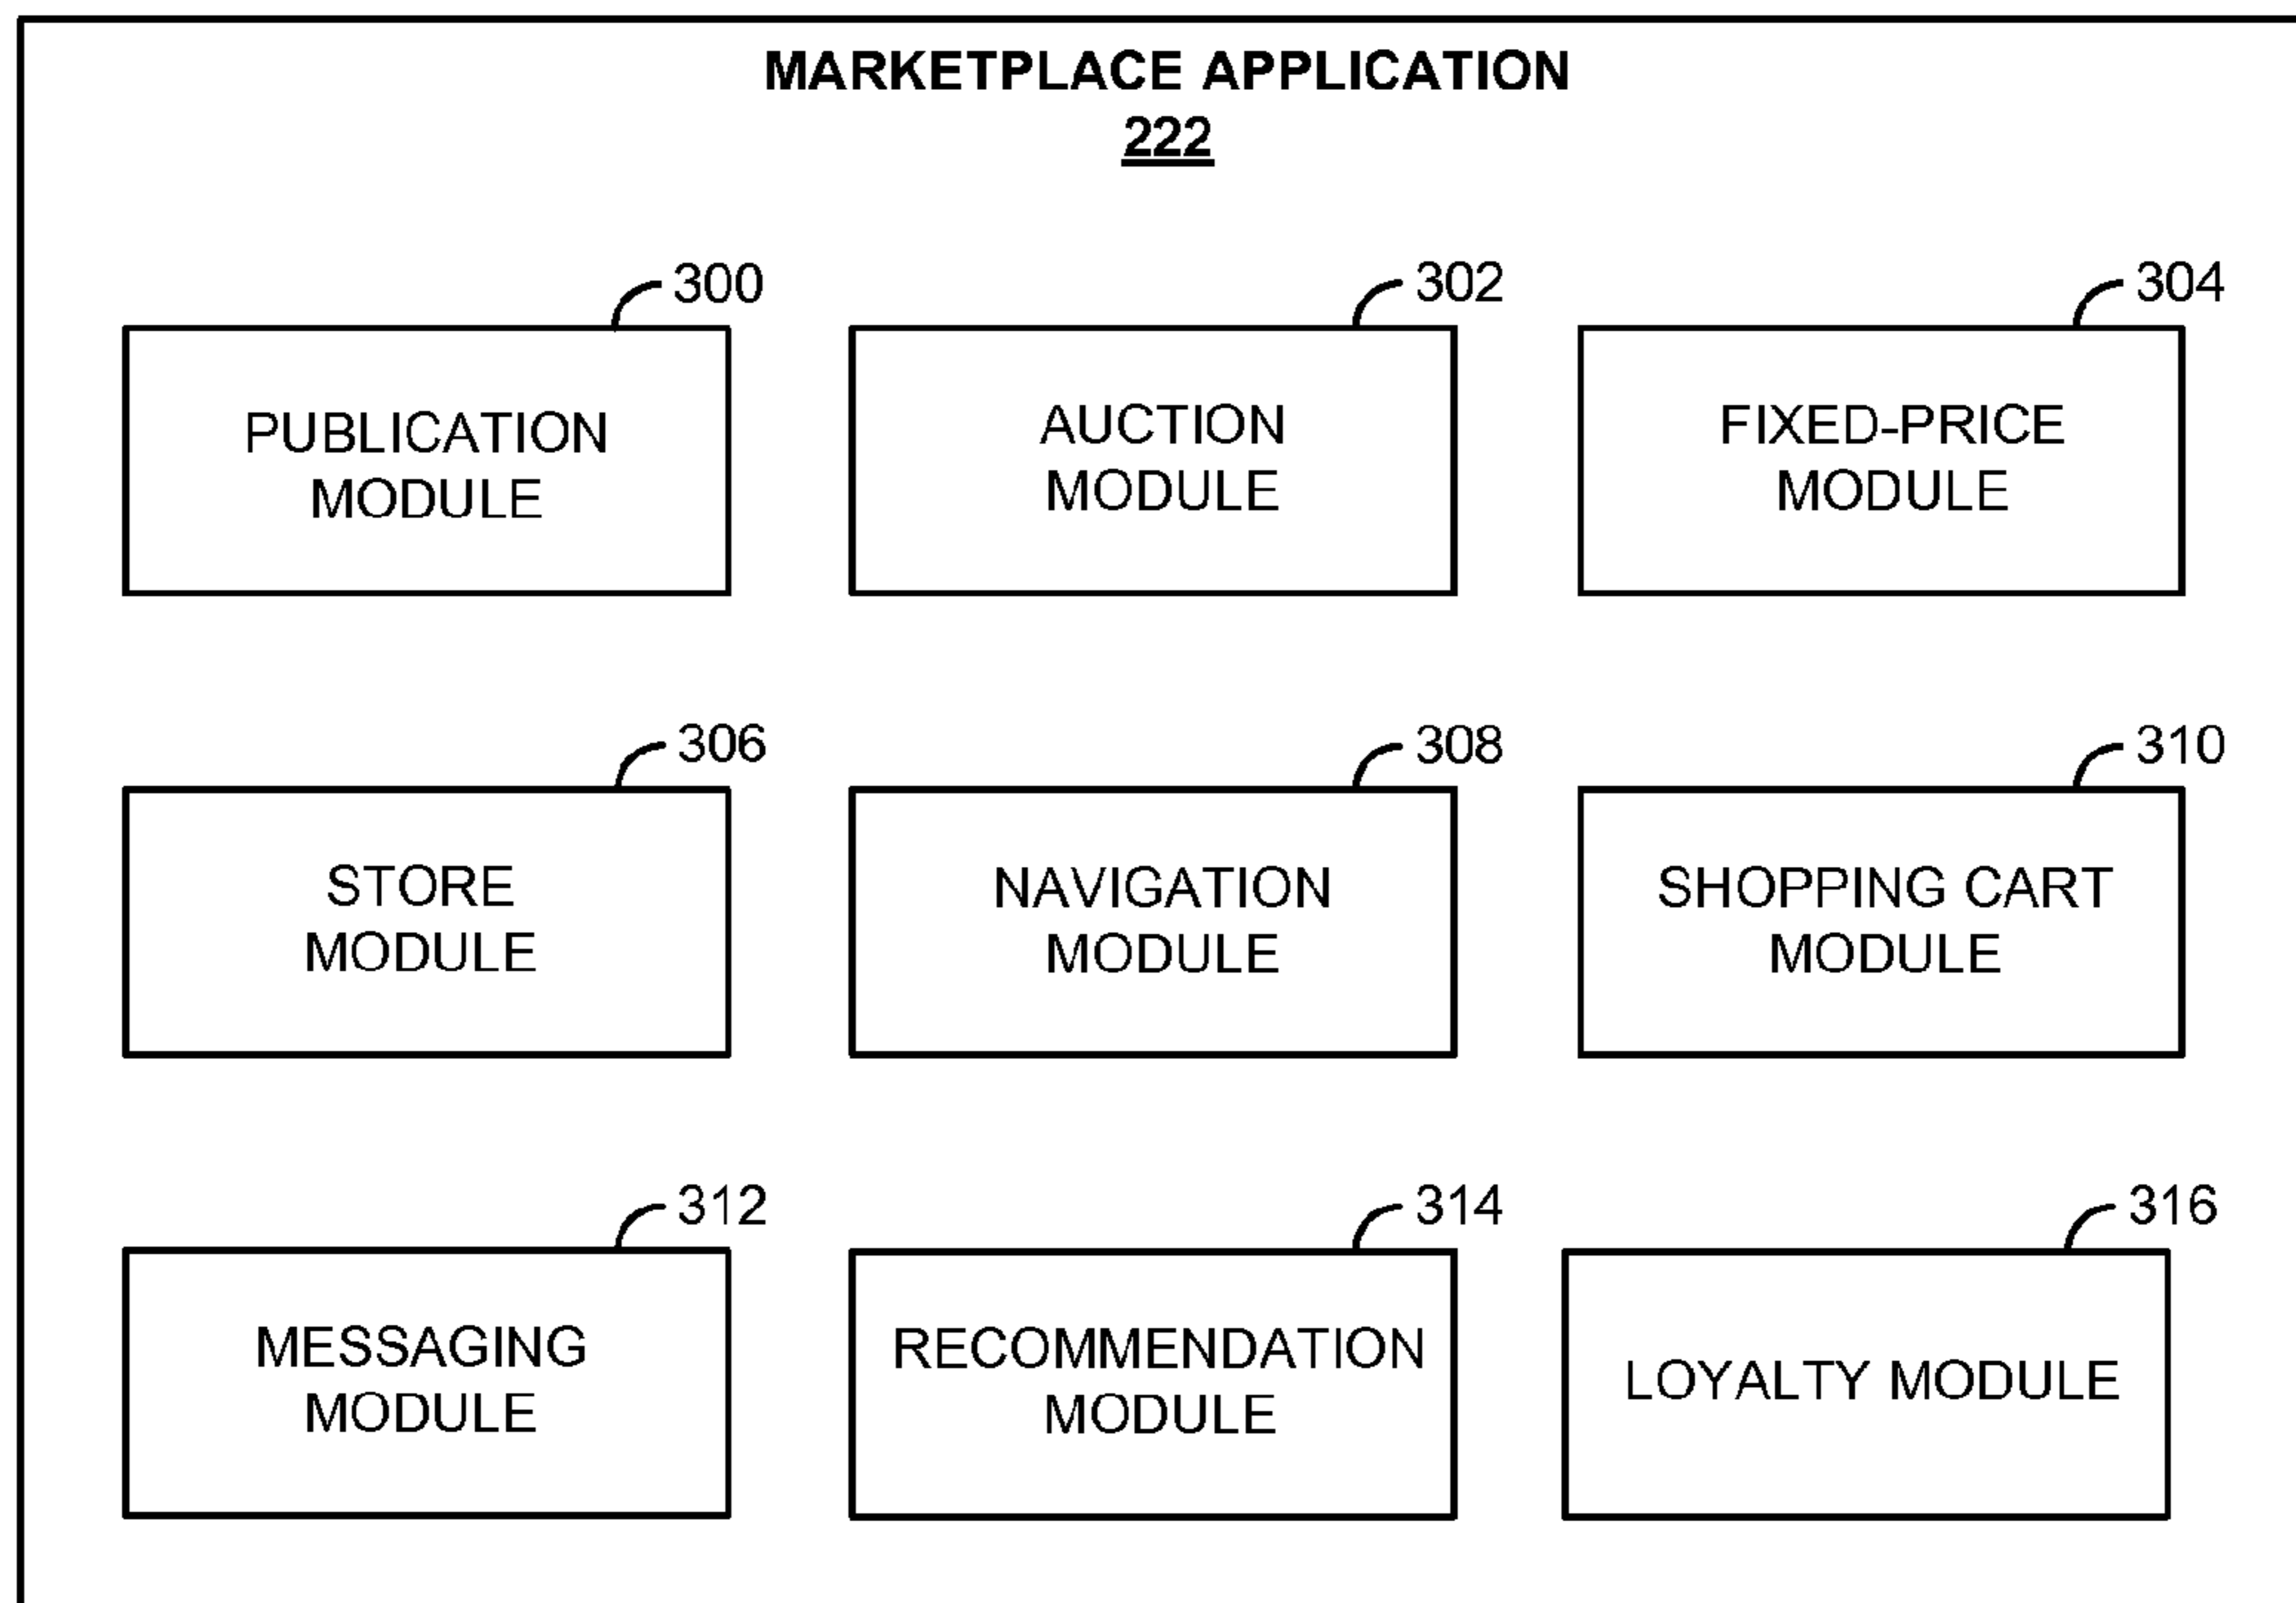 MARKETPLACE APPLICATION
222
300
PUBLICATION
MODULE
302
AUCTION
MODULE
304
FIXED-PRICE
MODULE
306
STORE
MODULE
308
NAVIGATION
MODULE
310
SHOPPING CART
MODULE
312
MESSAGING
MODULE
314
RECOMMENDATION
MODULE
316
LOYALTY MODULE